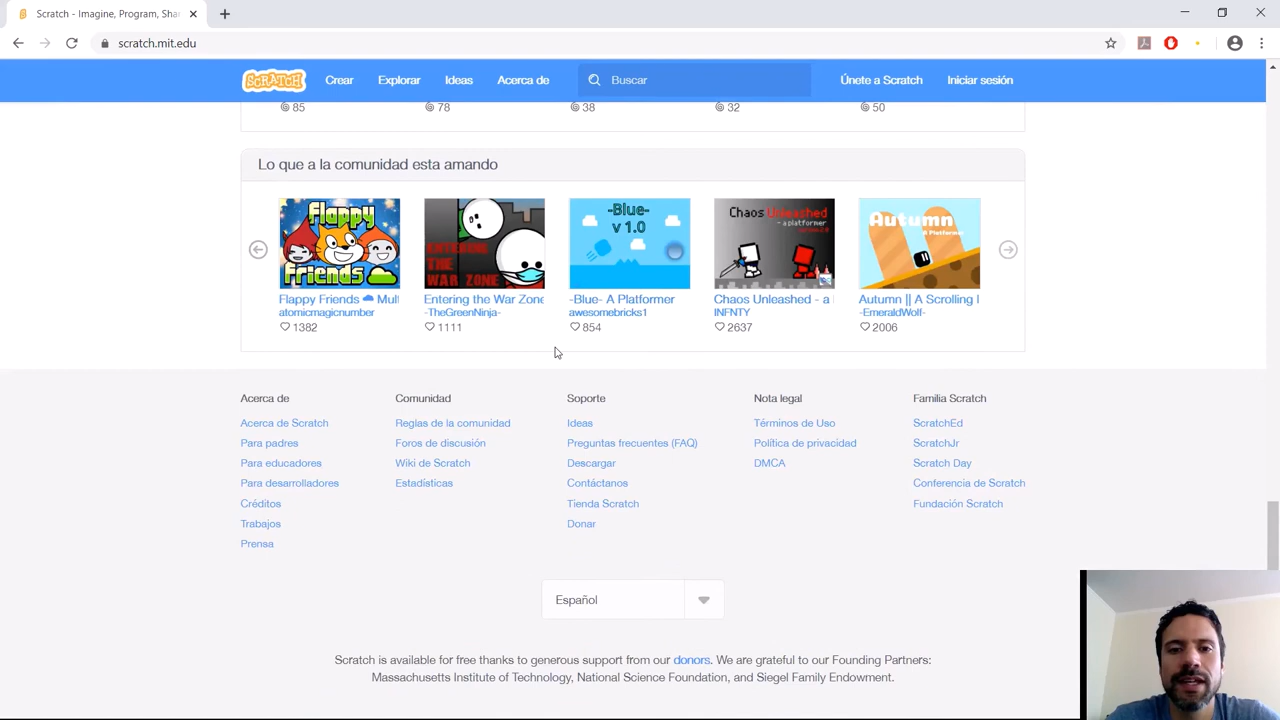 Scratch - Imagine, Program, Sha
scratch.mit.edu
SCRATCH Crear Explorar Ideas Acerca de Buscar Únete a Scratch Iniciar sesión
85 78 38 32 50
Lo que a la comunidad esta amando
Flappy Friends
ENTERING THE WAR ZONE
-Blue- v 1.0
Chaos Unleashed - a platformer
Autumn A Platformer
Flappy Friends Mul Entering the War Zone -Blue- A Platformer Chaos Unleashed - a Autumn || A Scrolling
atomicmagicnumber -TheGreenNinja- awesomebricks1 INFNTY -EmeraldWolf-
1382 1111 854 2637 2006
Acerca de Comunidad Soporte Nota legal Familia Scratch
Acerca de Scratch Reglas de la comunidad Ideas Términos de Uso ScratchEd
Para padres Foros de discusión Preguntas frecuentes (FAQ) Política de privacidad ScratchJr
Para educadores Wiki de Scratch Descargar DMCA Scratch Day
Para desarrolladores Estadísticas Contáctanos Conferencia de Scratch
Créditos Tienda Scratch Fundación Scratch
Trabajos Donar
Prensa
Español
Scratch is available for free thanks to generous support from our donors. We are grateful to our Founding Partners:
Massachusetts Institute of Technology, National Science Foundation, and Siegel Family Endowment.